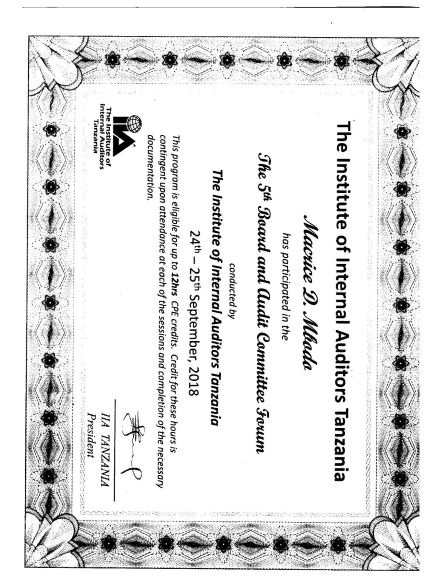 The Institute of Internal Auditors Tanzania
Maurice D. Mbodo
has participated in the
The 5th Board and Audit Committee Forum
conducted by
The Institute of Internal Auditors Tanzania
24th – 25th September, 2018
This program is eligible for up to 12hrs CPE credits. Credit for these hours is
contingent upon attendance at each of the sessions and completion of the necessary
documentation.
IIA
The Institute of
Internal Auditors
Tanzania
IIA TANZANIA
President